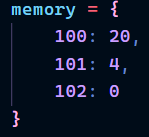 memory = {
    100: 20,
    101: 4,
    102: 0
}